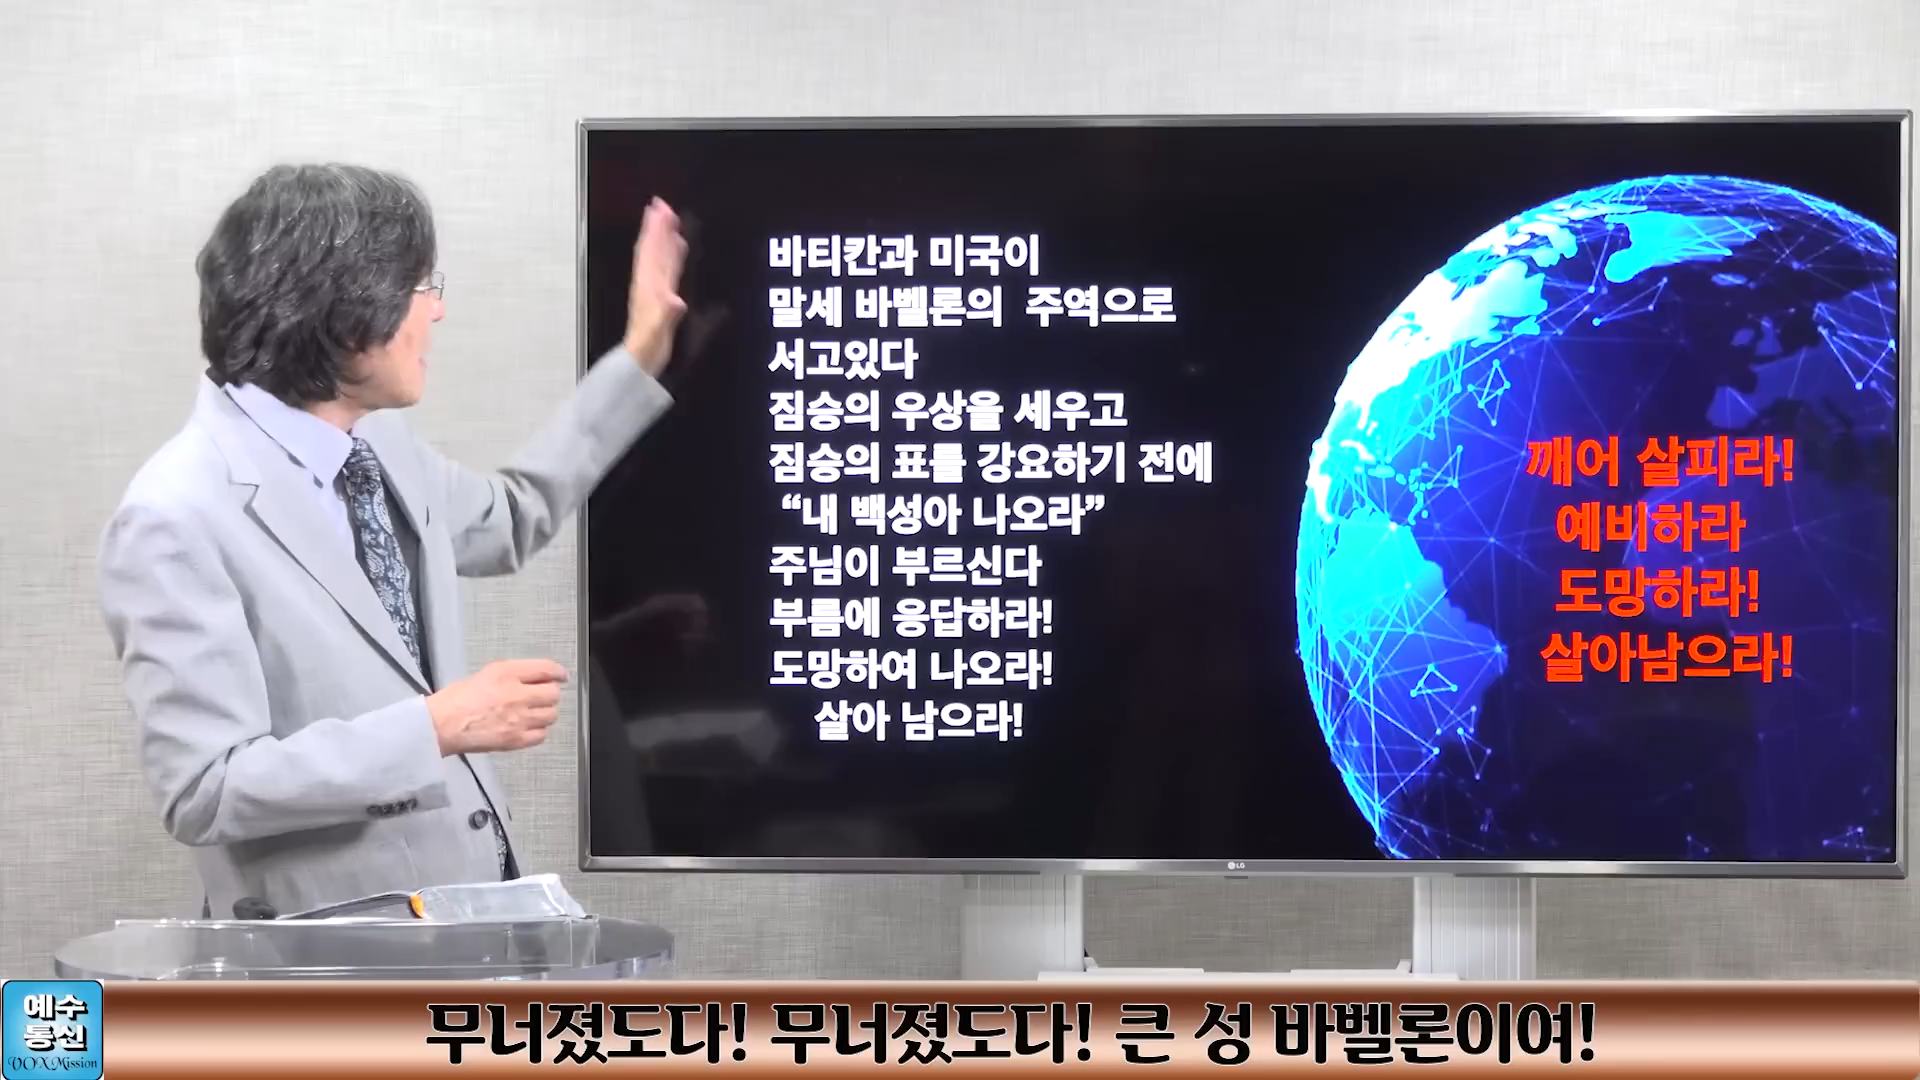 바티칸과 미국이
말세 바벨론의 주역으로
서고있다
짐승의 우상을 세우고
짐승의 표를 강요하기 전에
“내 백성아 나오라”
주님이 부르신다
부름에 응답하라!
도망하여 나오라!
살아 남으라!
깨어 살피라!
예비하라
도망하라!
살아남으라!
LG
예수
통신
VOX Mission
무너졌도다! 무너졌도다! 큰 성 바벨론이여!